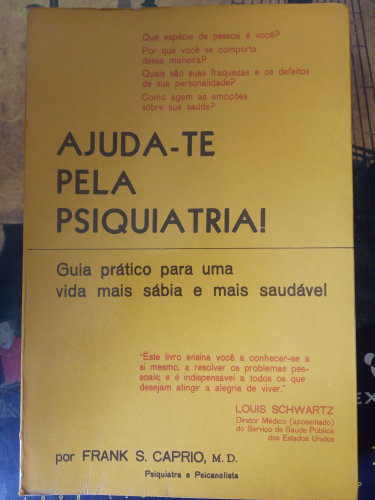 Que espécie de pessoa é você?
Por que você se comporta
dessa maneira?
Quais são suas fraquezas e os defeitos
de sua personalidade?
Como agem as emoções
sôbre sua saúde?
AJUDA-TE
PELA
PSIQUIATRIA!
Guia prático para uma
vida mais sábia e mais saudável
"Êste livro ensina você a conhecer-se a
si mesmo, a resolver os problemas pes-
soais; e é indispensável a todos os que
desejam atingir a alegria de viver."
LOUIS SCHWARTZ
Diretor Médico (aposentado)
do Serviço de Saúde Pública
dos Estados Unidos
por FRANK S. CAPRIO, M. D.
Psiquiatra e Psicanalista